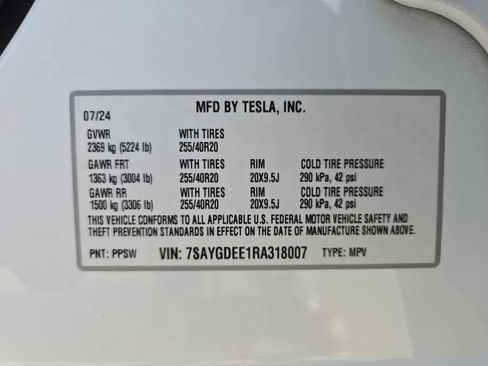 MFD BY TESLA, INC.
07/24
GVWR WITH TIRES
2369 kg (5224 lb) 255/40R20
GAWR FRT WITH TIRES RIM COLD TIRE PRESSURE
1363 kg (3004 lb) 255/40R20 20X9.5J 290 kPa, 42 psi
GAWR RR WITH TIRES RIM COLD TIRE PRESSURE
1500 kg (3306 lb) 255/40R20 20X9.5J 290 kPa, 42 psi
THIS VEHICLE CONFORMS TO ALL APPLICABLE U.S. FEDERAL MOTOR VEHICLE SAFETY AND
THEFT PREVENTION STANDARDS IN EFFECT ON THE DATE OF MANUFACTURE SHOWN ABOVE.
PNT: PPSW VIN: 7SAYGDEE1RA318007 TYPE: MPV